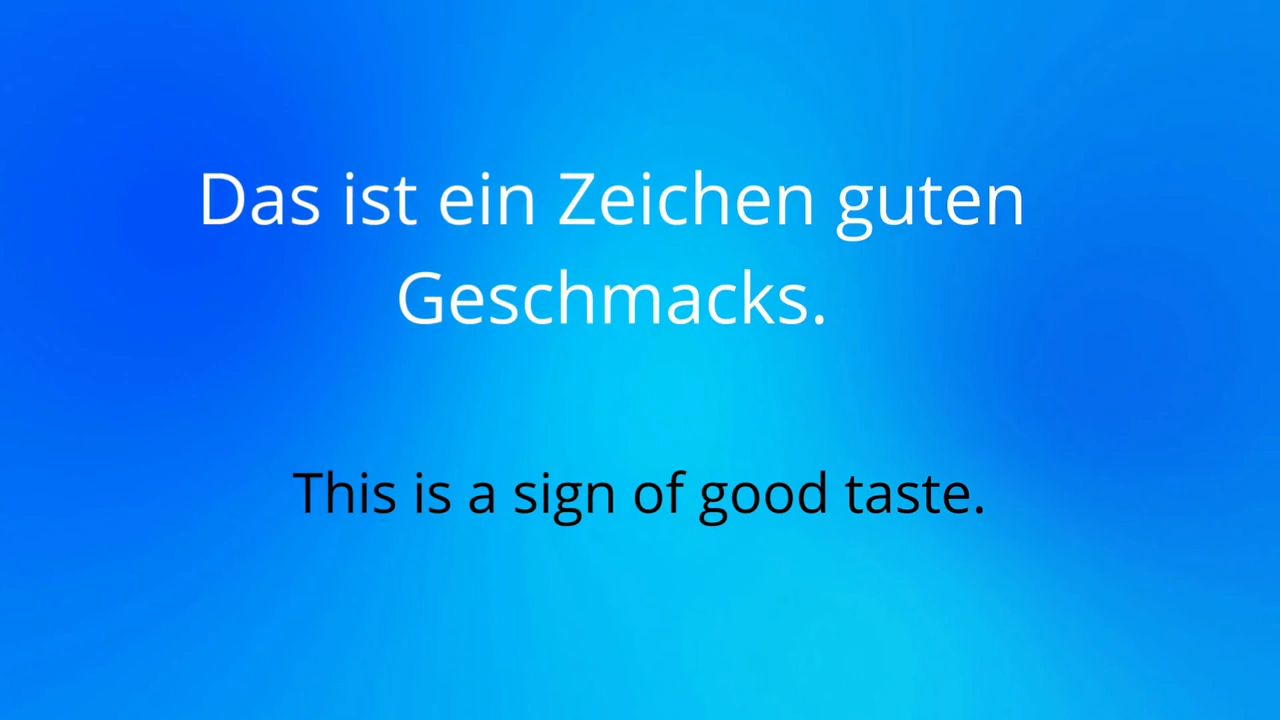 Das ist ein Zeichen guten
Geschmacks.
This is a sign of good taste.